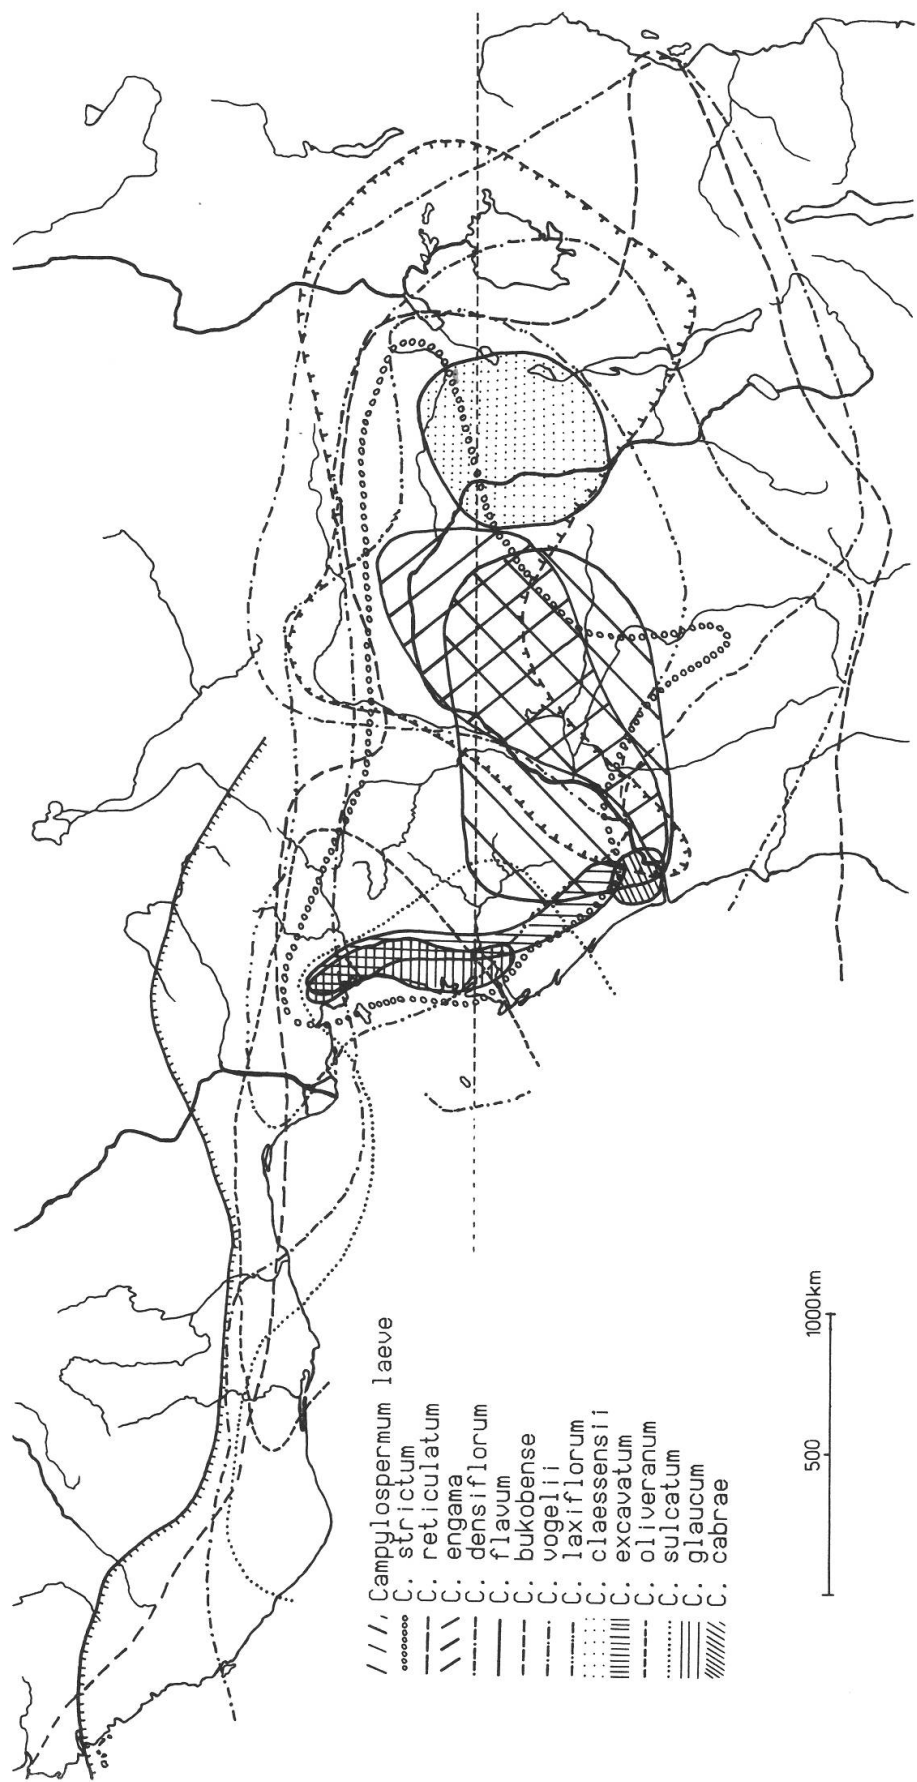 Campylospermum laeve
C. strictum
C. reticulatum
C. engama
C. densiflorum
C. flavum
C. bukobense
C. vogelii
C. laxiflorum
C. claessensii
C. excavatum
C. oliveranum
C. sulcatum
C. glaucum
C. cabrae
500
1000km